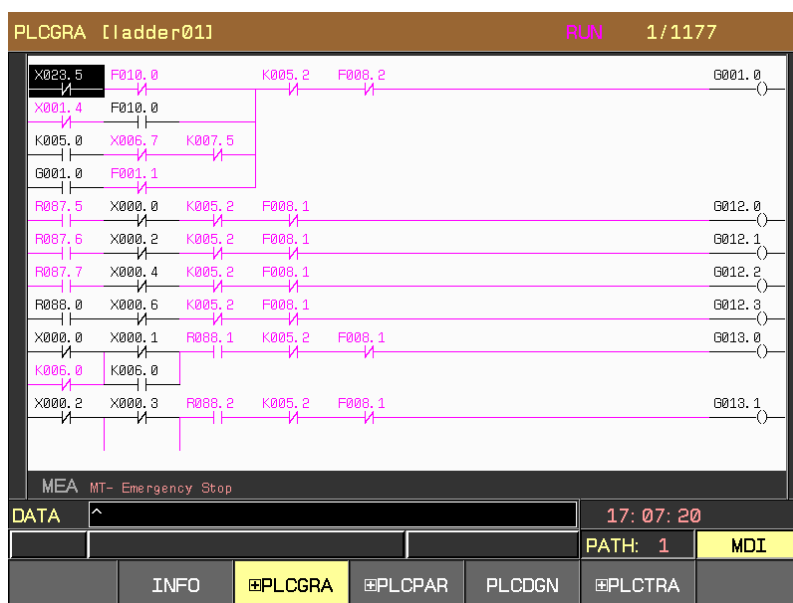 PLCGRA [ladder01] RUN 1/1177
X023.5 F010.0 K005.2 F008.2 G001.0
X001.4 F010.0
K005.0 X006.7 K007.5
G001.0 F001.1
R087.5 X000.0 K005.2 F008.1 G012.0
R087.6 X000.2 K005.2 F008.1 G012.1
R087.7 X000.4 K005.2 F008.1 G012.2
R088.0 X000.6 K005.2 F008.1 G012.3
X000.0 X000.1 R088.1 K005.2 F008.1 G013.0
K006.0 K006.0
X000.2 X000.3 R088.2 K005.2 F008.1 G013.1
MEA MT- Emergency Stop
DATA ^ 17:07:20
PATH: 1 MDI
INFO ⊞PLCGRA ⊞PLCPAR PLCDGN ⊞PLCTRA